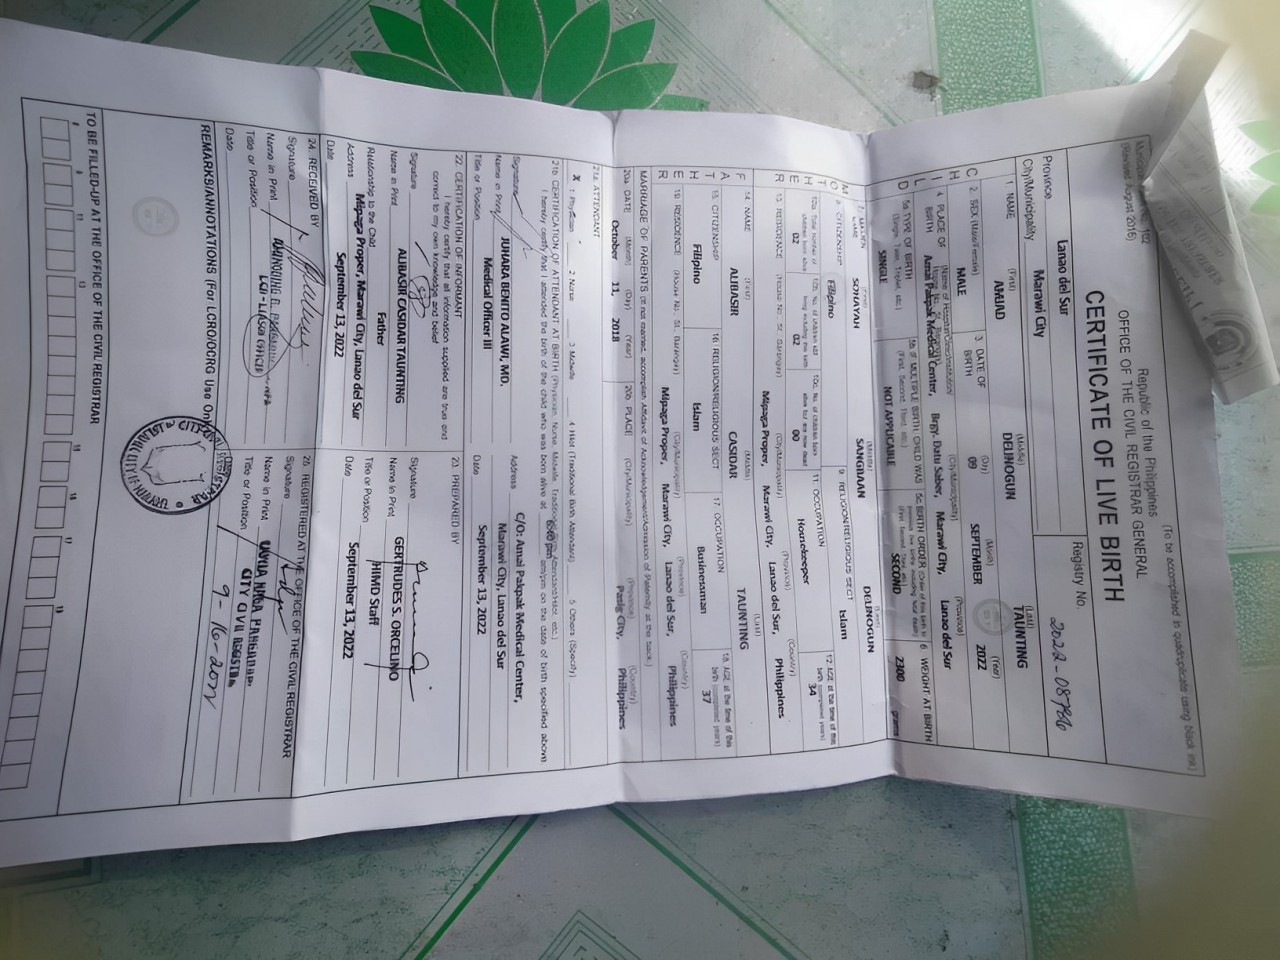 Municipal Form No. 102
(Revised August 2016)
(To be accomplished in quadruplicate using black ink)
Republic of the Philippines
OFFICE OF THE CIVIL REGISTRAR GENERAL
CERTIFICATE OF LIVE BIRTH
Province Lanao del Sur
City/Municipality Marawi City
Registry No.
2022-08786
CHILD
1. NAME (First) (Middle) (Last)
AMJAD DELINOGUN TAUNTING
2. SEX (Male/Female) MALE
3. DATE OF BIRTH (Day) (Month) (Year)
09 SEPTEMBER 2022
4. PLACE OF BIRTH (Name of Hospital/Clinic/Institution/ House No., St., Barangay) (City/Municipality) (Province)
Amai Pakpak Medical Center, Brgy. Datu Saber, Marawi City, Lanao del Sur
5a TYPE OF BIRTH (Single, Twin, Triplet, etc.)
SINGLE
5b IF MULTIPLE BIRTH, CHILD WAS (First, Second, Third, etc.)
NOT APPLICABLE
5c BIRTH ORDER (Order of this birth to previous live births including fetal death) (First, Second, Third, etc.)
SECOND
6. WEIGHT AT BIRTH
2300 grams
MOTHER
7. MAIDEN NAME (First) (Middle) (Last)
SOHAYAH SANGBAAN DELINOGUN
8. CITIZENSHIP Filipino
9. RELIGION/RELIGIOUS SECT Islam
10a. Total number of children born alive 02
10b. No. of children still living including this birth 02
10c. No. of children born alive but are now dead 00
11. OCCUPATION Housekeeper
12. AGE at the time of this birth (completed years) 34
13. RESIDENCE (House No., St., Barangay) (City/Municipality) (Province) (Country)
Mipaga Proper, Marawi City, Lanao del Sur, Philippines
FATHER
14. NAME (First) (Middle) (Last)
ALIBASIR CASIDAR TAUNTING
15. CITIZENSHIP Filipino
16. RELIGION/RELIGIOUS SECT Islam
17. OCCUPATION Businessman
18. AGE at the time of this birth (completed years) 37
19. RESIDENCE (House No., St., Barangay) (City/Municipality) (Province) (Country)
Mipaga Proper, Marawi City, Lanao del Sur, Philippines
MARRIAGE OF PARENTS (If not married, accomplish Affidavit of Acknowledgement/Admission of Paternity at the back.)
20a. DATE (Month) (Day) (Year)
October 11, 2018
20b. PLACE (City/Municipality) (Province) (Country)
Pasig City, Philippines
21a. ATTENDANT
X 1 Physician 2 Nurse 3 Midwife 4 Hilot (Traditional Birth Attendant) 5 Others (Specify)
21b. CERTIFICATION OF ATTENDANT AT BIRTH (Physician, Nurse, Midwife, Traditional Birth Attendant/Hilot, etc.)
I hereby certify that I attended the birth of the child who was born alive at am/pm on the date of birth specified above.
Signature
Name in Print JUHARA BENITO ALAWI, MD.
Title or Position Medical Officer III
Address C/O: Amai Pakpak Medical Center,
Marawi City, Lanao del Sur
Date September 13, 2022
22. CERTIFICATION OF INFORMANT
I hereby certify that all information supplied are true and
correct to my own knowledge and belief
Signature
Name in Print ALIBASIR CASIDAR TAUNTING
Relationship to the Child Father
Address Mipaga Proper, Marawi City, Lanao del Sur
Date September 13, 2022
23. PREPARED BY
Signature
Name in Print GERTRUDES S. ORCELINO
Title or Position HIMD Staff
Date September 13, 2022
24. RECEIVED BY
Signature
Name in Print
Title or Position LCR - LIASON OFFICER
Date
25. REGISTERED AT THE OFFICE OF THE CIVIL REGISTRAR
Signature
Name in Print
Title or Position CITY CIVIL REGISTRAR
9-16-2022
REMARKS/ANNOTATIONS (For LCRO/OCRG Use Only)
CITY CIVIL REGISTRAR
ISLAMIC CITY OF MARAWI
TO BE FILLED-UP AT THE OFFICE OF THE CIVIL REGISTRAR
8 9 11 13 15 16 17 19